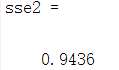 sse2 =
0.9436